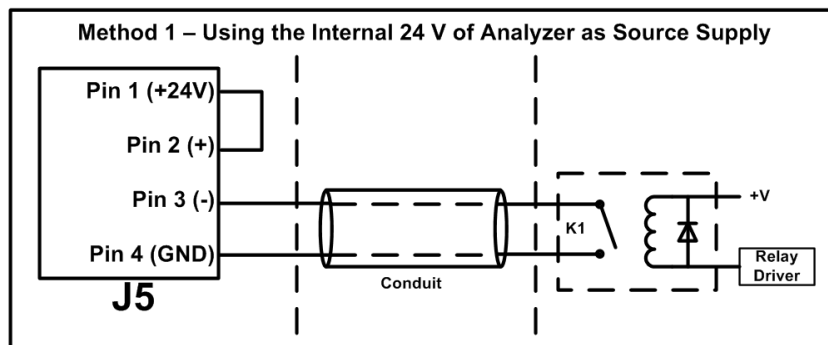 Method 1 – Using the Internal 24 V of Analyzer as Source Supply
Pin 1 (+24V)
Pin 2 (+)
Pin 3 (-)
Pin 4 (GND)
J5
Conduit
K1
+V
Relay
Driver